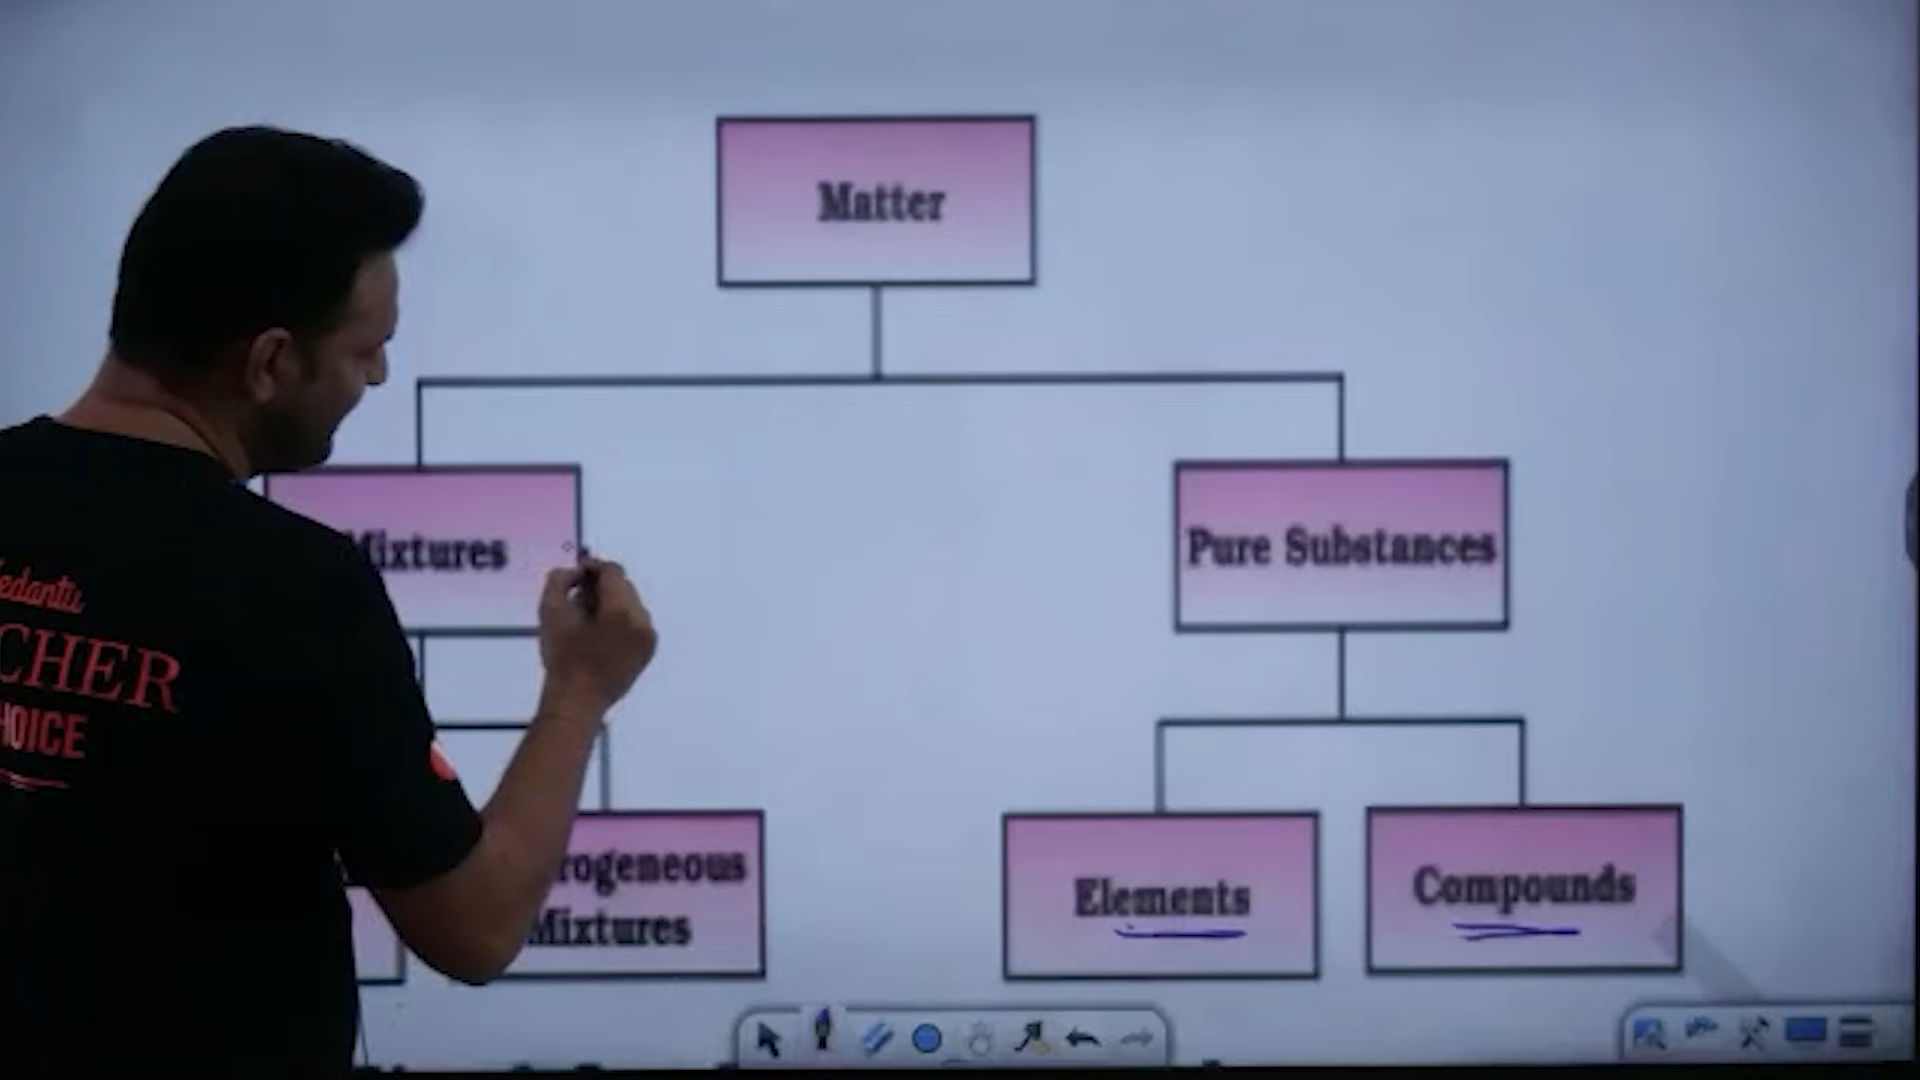 Matter
Mixtures
Pure Substances
rogeneous
Mixtures
Elements
Compounds
edantu
CHER
HOICE